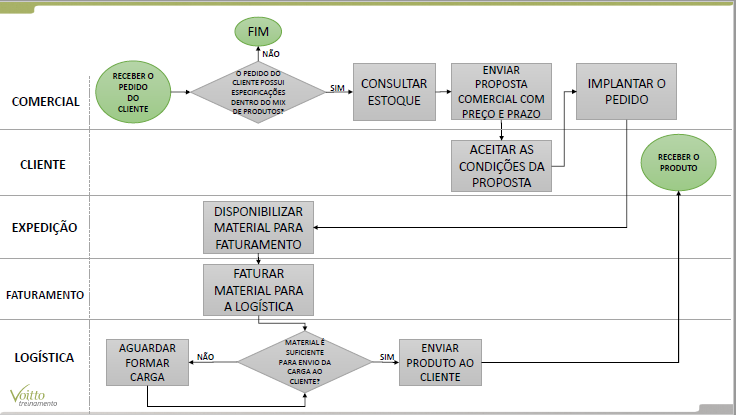 FIM
NÃO
COMERCIAL
RECEBER O
PEDIDO
DO
CLIENTE
O PEDIDO DO
CLIENTE POSSUI
ESPECIFICAÇÕES
DENTRO DO MIX
DE PRODUTOS?
SIM
CONSULTAR
ESTOQUE
ENVIAR
PROPOSTA
COMERCIAL COM
PREÇO E PRAZO
IMPLANTAR O
PEDIDO
CLIENTE
ACEITAR AS
CONDIÇÕES DA
PROPOSTA
RECEBER O
PRODUTO
EXPEDIÇÃO
DISPONIBILIZAR
MATERIAL PARA
FATURAMENTO
FATURAMENTO
FATURAR
MATERIAL PARA
A LOGÍSTICA
LOGÍSTICA
AGUARDAR
FORMAR
CARGA
NÃO
MATERIAL É
SUFICIENTE
PARA ENVIO DA
CARGA AO
CLIENTE?
SIM
ENVIAR
PRODUTO AO
CLIENTE
Voitto
treinamento